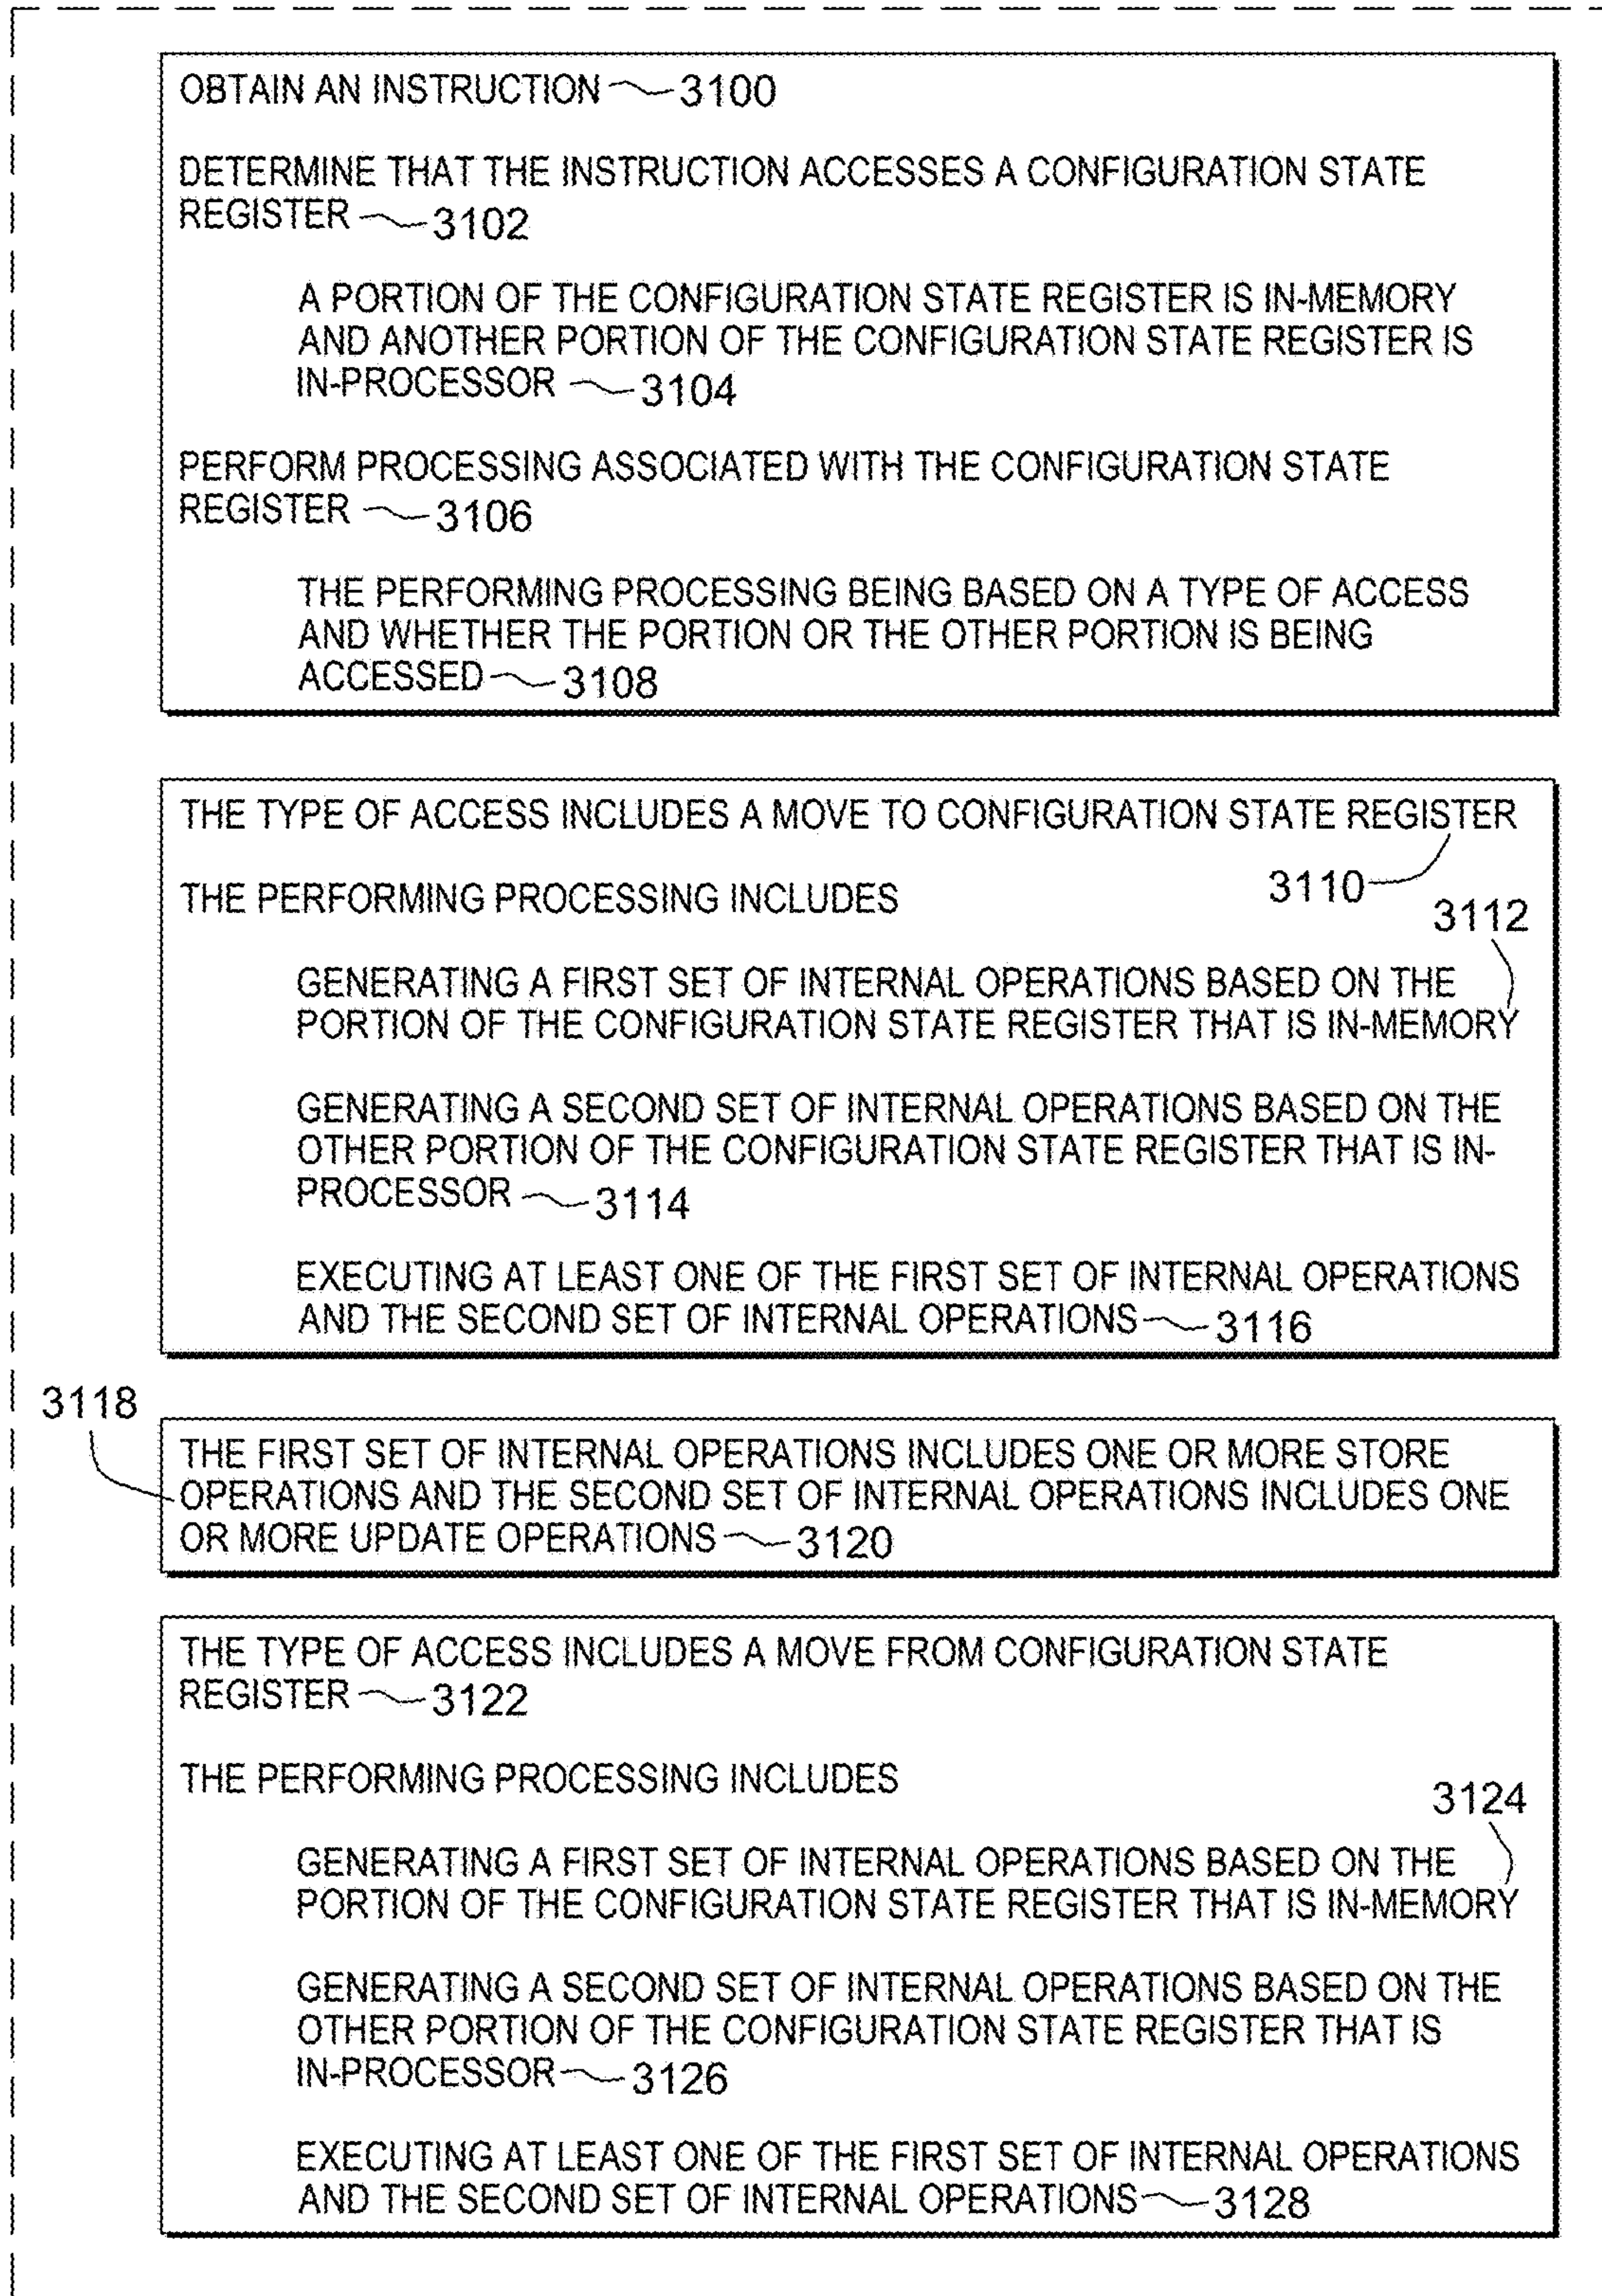 OBTAIN AN INSTRUCTION 3100
DETERMINE THAT THE INSTRUCTION ACCESSES A CONFIGURATION STATE
REGISTER 3102
A PORTION OF THE CONFIGURATION STATE REGISTER IS IN-MEMORY
AND ANOTHER PORTION OF THE CONFIGURATION STATE REGISTER IS
IN-PROCESSOR 3104
PERFORM PROCESSING ASSOCIATED WITH THE CONFIGURATION STATE
REGISTER 3106
THE PERFORMING PROCESSING BEING BASED ON A TYPE OF ACCESS
AND WHETHER THE PORTION OR THE OTHER PORTION IS BEING
ACCESSED 3108
THE TYPE OF ACCESS INCLUDES A MOVE TO CONFIGURATION STATE REGISTER
3110
THE PERFORMING PROCESSING INCLUDES
3112
GENERATING A FIRST SET OF INTERNAL OPERATIONS BASED ON THE
PORTION OF THE CONFIGURATION STATE REGISTER THAT IS IN-MEMORY
GENERATING A SECOND SET OF INTERNAL OPERATIONS BASED ON THE
OTHER PORTION OF THE CONFIGURATION STATE REGISTER THAT IS IN-
PROCESSOR 3114
EXECUTING AT LEAST ONE OF THE FIRST SET OF INTERNAL OPERATIONS
AND THE SECOND SET OF INTERNAL OPERATIONS 3116
3118
THE FIRST SET OF INTERNAL OPERATIONS INCLUDES ONE OR MORE STORE
OPERATIONS AND THE SECOND SET OF INTERNAL OPERATIONS INCLUDES ONE
OR MORE UPDATE OPERATIONS 3120
THE TYPE OF ACCESS INCLUDES A MOVE FROM CONFIGURATION STATE
REGISTER 3122
THE PERFORMING PROCESSING INCLUDES
3124
GENERATING A FIRST SET OF INTERNAL OPERATIONS BASED ON THE
PORTION OF THE CONFIGURATION STATE REGISTER THAT IS IN-MEMORY
GENERATING A SECOND SET OF INTERNAL OPERATIONS BASED ON THE
OTHER PORTION OF THE CONFIGURATION STATE REGISTER THAT IS
IN-PROCESSOR 3126
EXECUTING AT LEAST ONE OF THE FIRST SET OF INTERNAL OPERATIONS
AND THE SECOND SET OF INTERNAL OPERATIONS 3128